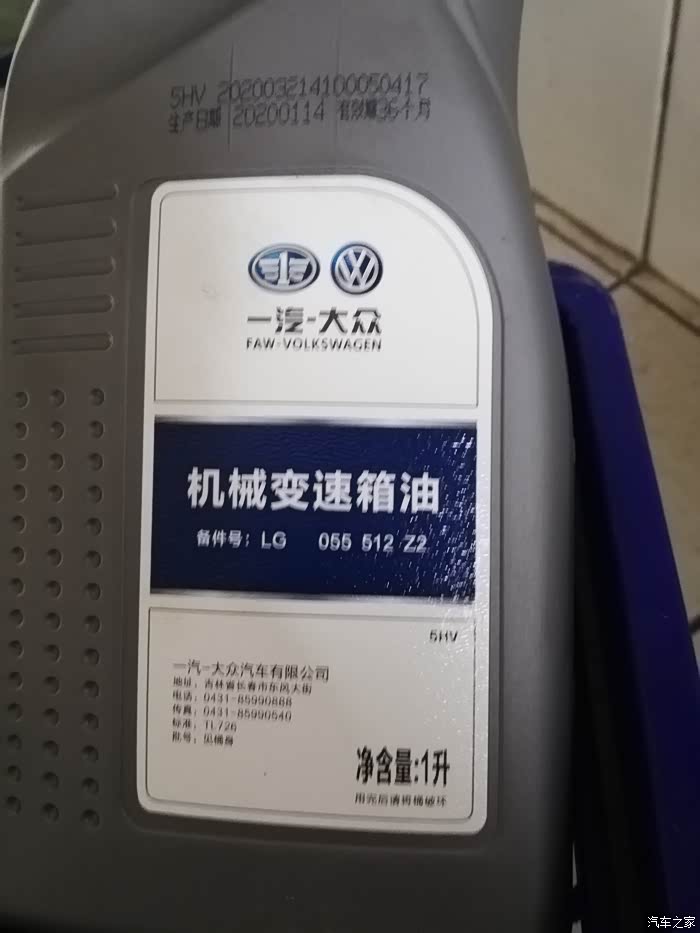 5HV 202003214100050417
生产日期 20200114 有效期36个月
一汽-大众
FAW-VOLKSWAGEN
机械变速箱油
备件号：LG 055 512 Z2
5HV
一汽-大众汽车有限公司
地址：吉林省长春市东风大街
电话：0431-85990888
传真：0431-85990540
标准：TL726
批号：见桶身
净含量:1升
用完后请将桶破坏
汽车之家